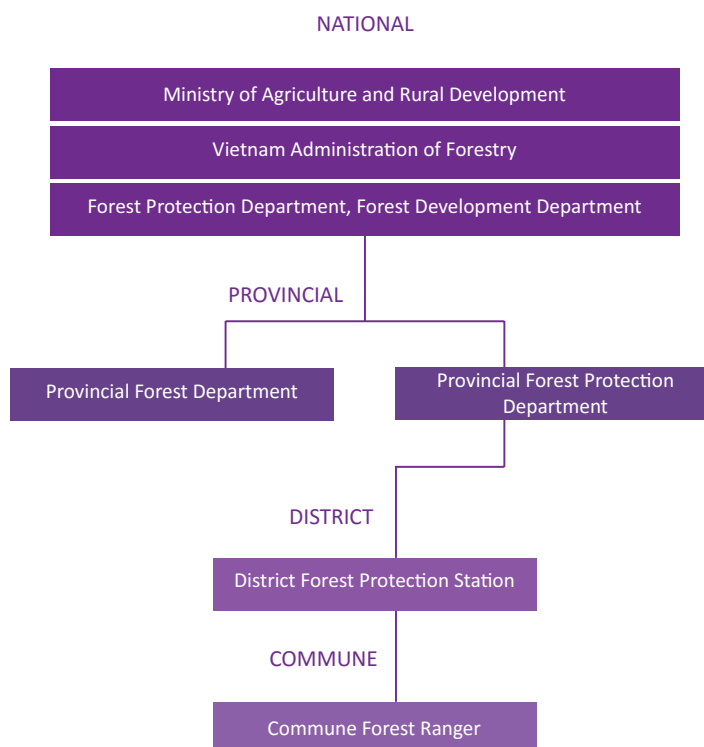 NATIONAL
Ministry of Agriculture and Rural Development
Vietnam Administration of Forestry
Forest Protection Department, Forest Development Department
PROVINCIAL
Provincial Forest Department
Provincial Forest Protection
Department
DISTRICT
District Forest Protection Station
COMMUNE
Commune Forest Ranger